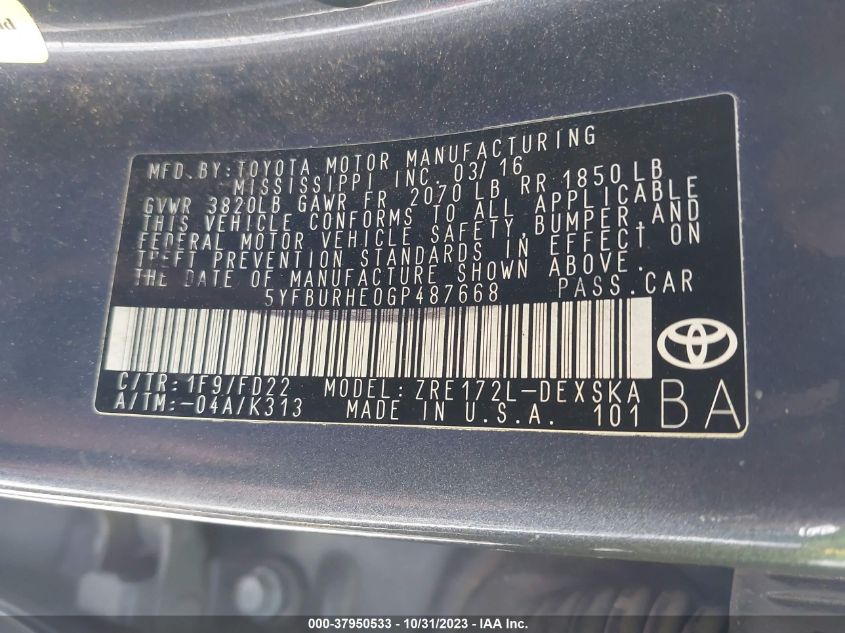 MFD. BY: TOYOTA MOTOR MANUFACTURING
MISSISSIPPI INC. 03/16
GVWR 3820LB GAWR FR 2070 LB RR 1850 LB
THIS VEHICLE CONFORMS TO ALL APPLICABLE
FEDERAL MOTOR VEHICLE SAFETY, BUMPER, AND
THEFT PREVENTION STANDARDS IN EFFECT ON
THE DATE OF MANUFACTURE SHOWN ABOVE.
5YFBURHE0GP487668 PASS. CAR
C/TR: 1F9/FD22 MODEL: ZRE172L-DEXSKA
A/TM: -04A/K313 MADE IN U.S.A. 101 BA
000-37950533 - 10/31/2023 - IAA Inc.